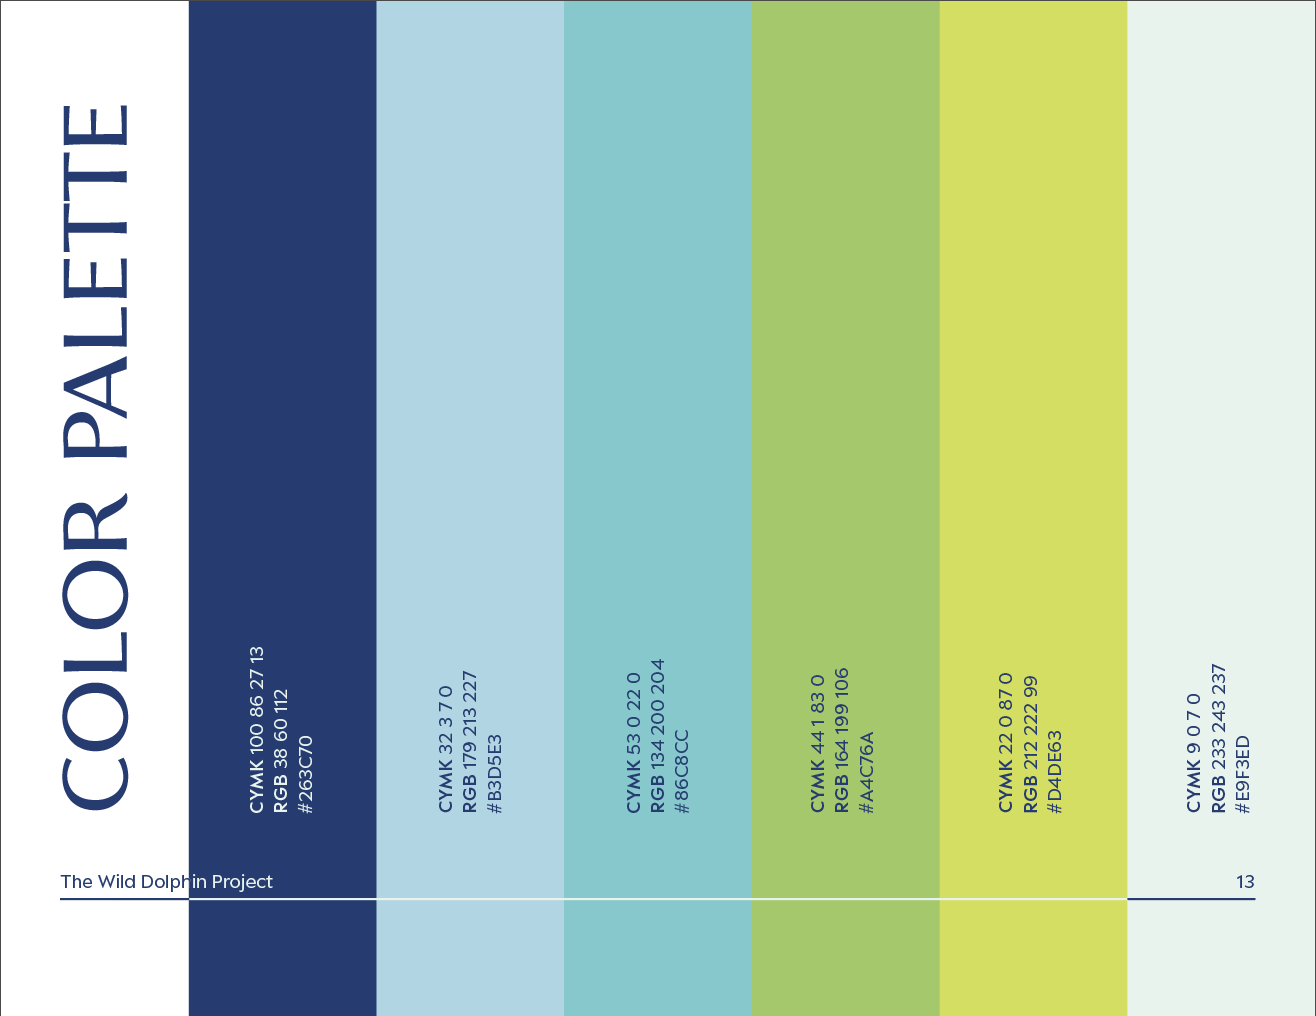 COLOR PALETTE
CYMK 100 86 27 13
RGB 38 60 112
#263C70
CYMK 32 3 7 0
RGB 179 213 227
#B3D5E3
CYMK 53 0 22 0
RGB 134 200 204
#86C8CC
CYMK 44 1 83 0
RGB 164 199 106
#A4C76A
CYMK 22 0 87 0
RGB 212 222 99
#D4DE63
CYMK 9 0 7 0
RGB 233 243 237
#E9F3ED
The Wild Dolphin Project
13